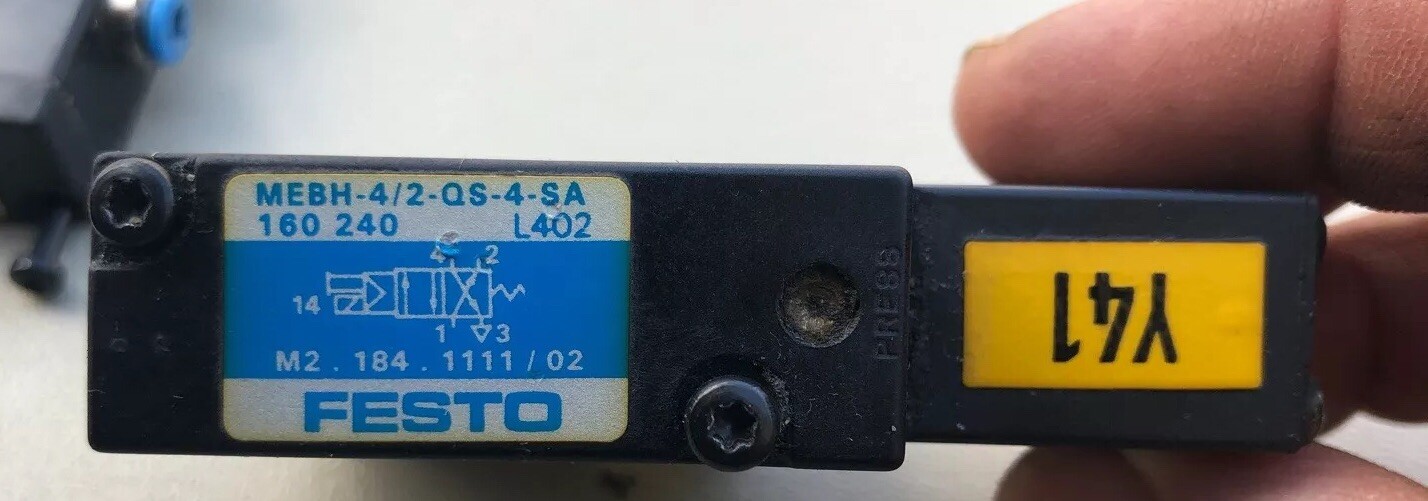 MEBH-4/2-QS-4-SA
160 240 L402
4 2
14
1 3
M2 . 184 . 1111 / 02
FESTO
PRESS
Y41